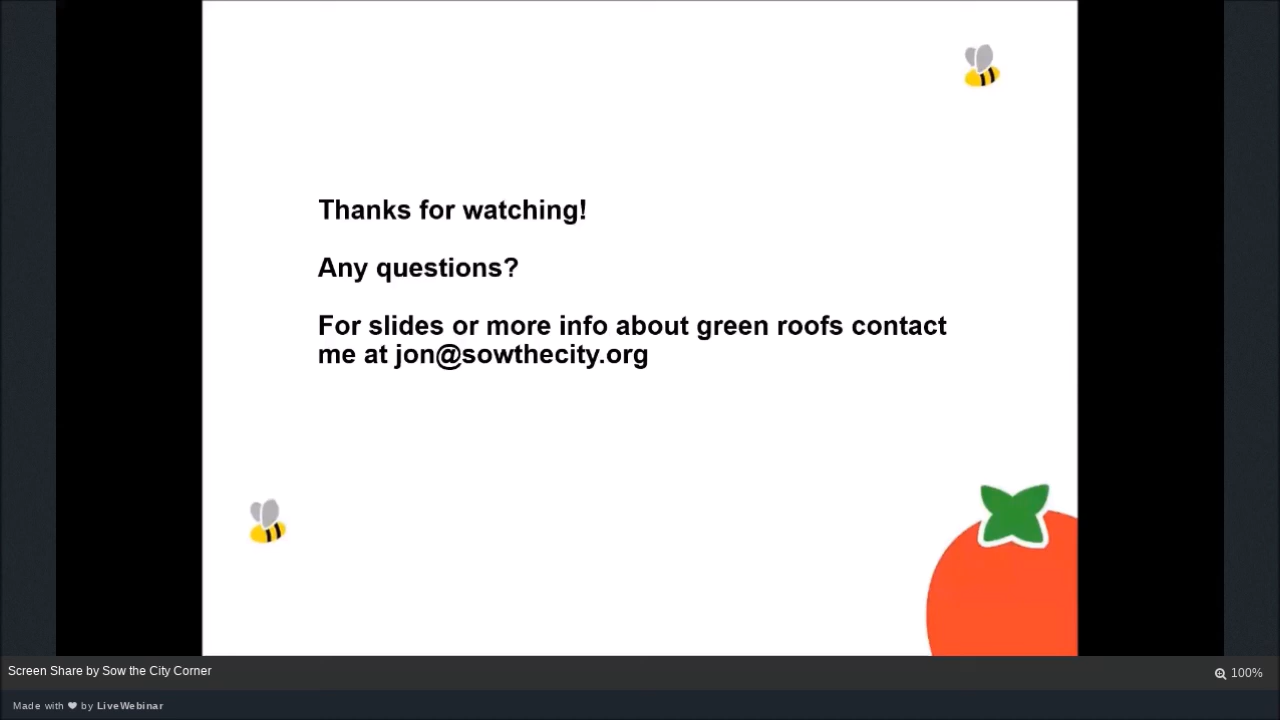 Thanks for watching!
Any questions?
For slides or more info about green roofs contact
me at jon@sowthecity.org
Screen Share by Sow the City Corner
100%
Made with ❤ by LiveWebinar